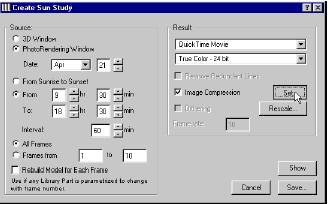 Create Sun Study
Source:
3D Window
PhotoRendering Window
Date: Apr 21
From Sunrise to Sunset
From 9 hr 30 min
To: 18 hr 30 min
Interval: 60 min
All Frames
Frames from 1 to 10
Rebuild Model for Each Frame
Use if any Library Part is parametrized to change
with frame number.
Result
QuickTime Movie
True Color - 24 bit
Remove Redundant Lines
Image Compression
Set
Dithering
Rescale...
Frame rate: 10
Show
Cancel
Save...